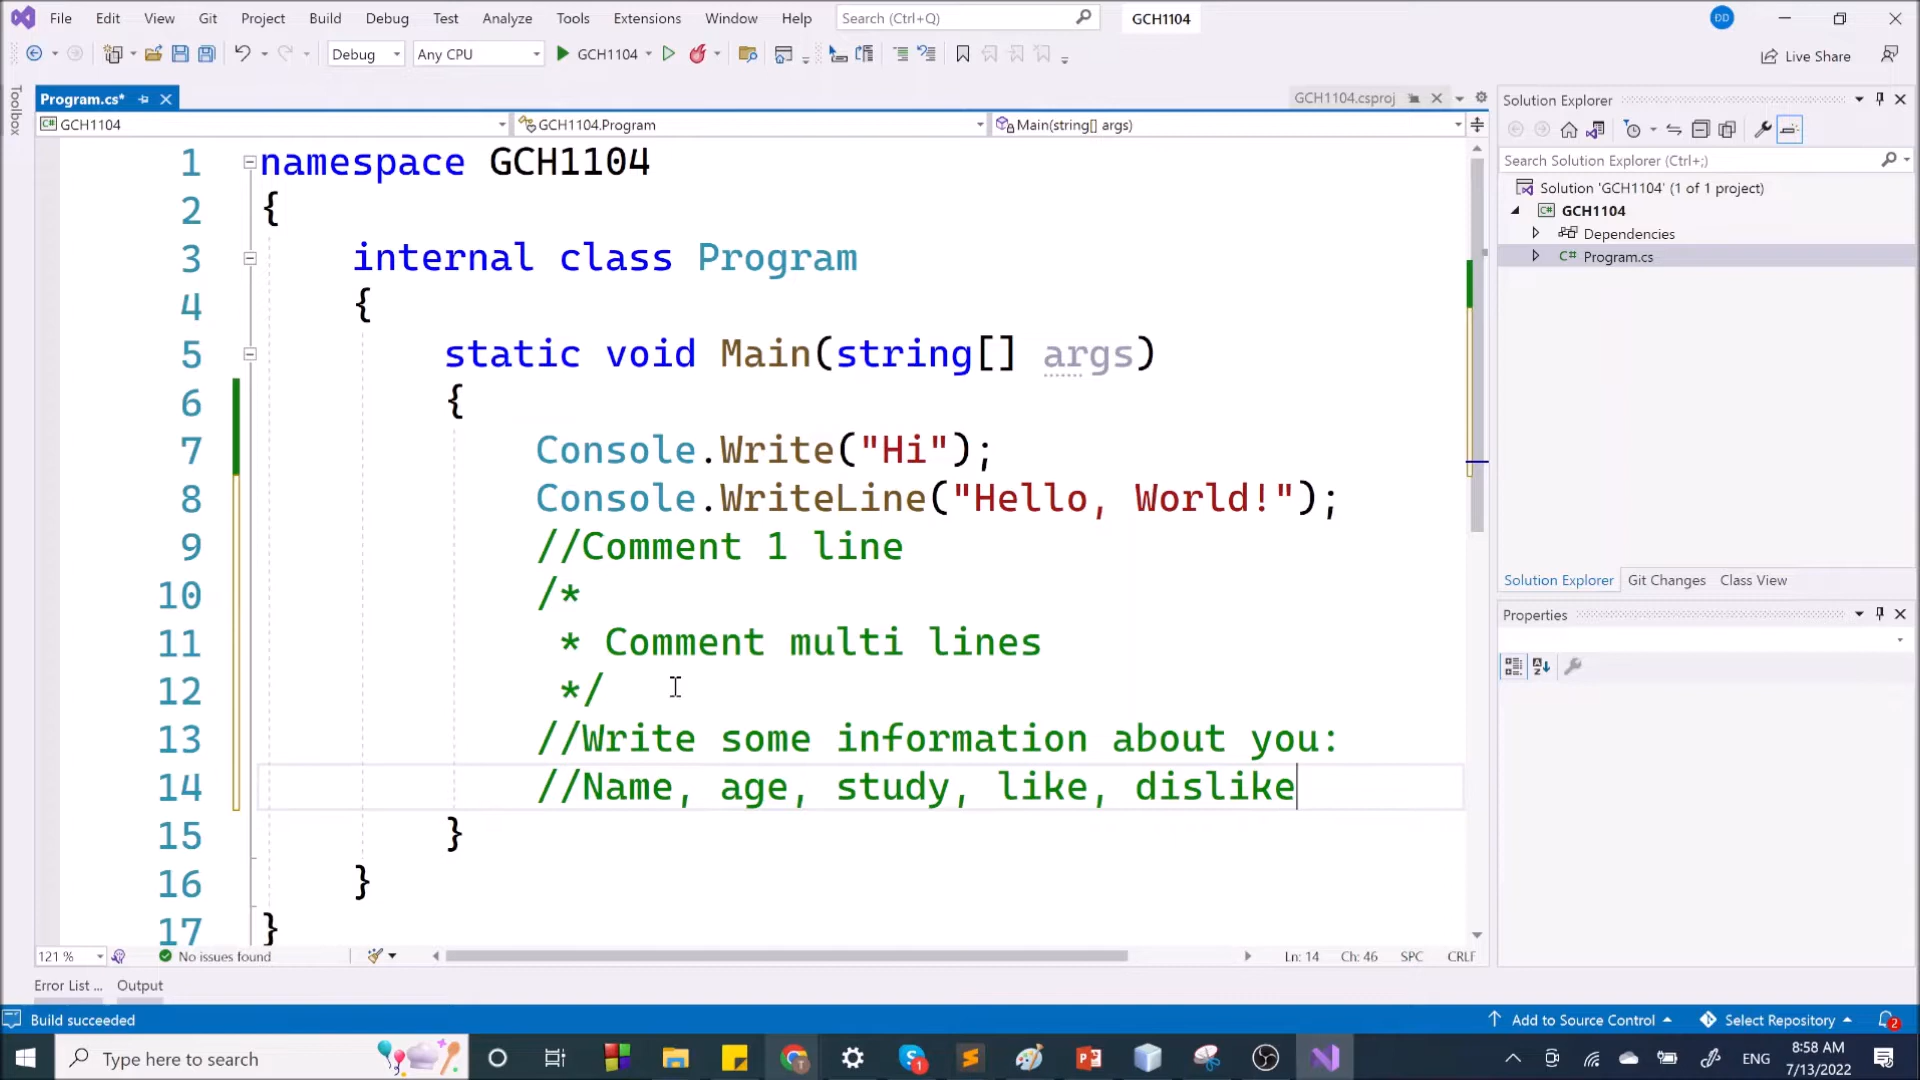 File Edit View Git Project Build Debug Test Analyze Tools Extensions Window Help Search (Ctrl+Q) GCH1104
Debug Any CPU GCH1104 Live Share
Toolbox
Program.cs* GCH1104.csproj
GCH1104 GCH1104.Program Main(string[] args)
1 namespace GCH1104
2 {
3 internal class Program
4 {
5 static void Main(string[] args)
6 {
7 Console.Write("Hi");
8 Console.WriteLine("Hello, World!");
9 //Comment 1 line
10 /*
11 * Comment multi lines
12 */
13 //Write some information about you:
14 //Name, age, study, like, dislike
15 }
16 }
17 }
121 % No issues found Ln: 14 Ch: 46 SPC CRLF
Error List ... Output
Solution Explorer
Search Solution Explorer (Ctrl+;)
Solution 'GCH1104' (1 of 1 project)
GCH1104
Dependencies
C# Program.cs
Solution Explorer Git Changes Class View
Properties
Build succeeded Add to Source Control Select Repository 2
Type here to search 1 ENG 8:58 AM
7/13/2022